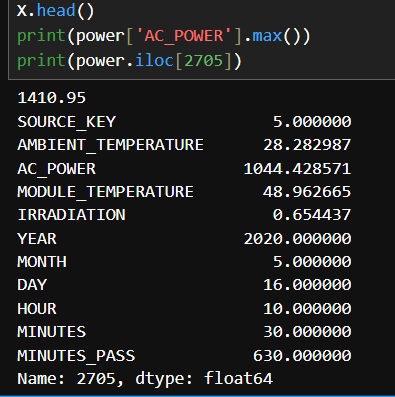 X.head()
print(power['AC_POWER'].max())
print(power.iloc[2705])
1410.95
SOURCE_KEY 5.000000
AMBIENT_TEMPERATURE 28.282987
AC_POWER 1044.428571
MODULE_TEMPERATURE 48.962665
IRRADIATION 0.654437
YEAR 2020.000000
MONTH 5.000000
DAY 16.000000
HOUR 10.000000
MINUTES 30.000000
MINUTES_PASS 630.000000
Name: 2705, dtype: float64